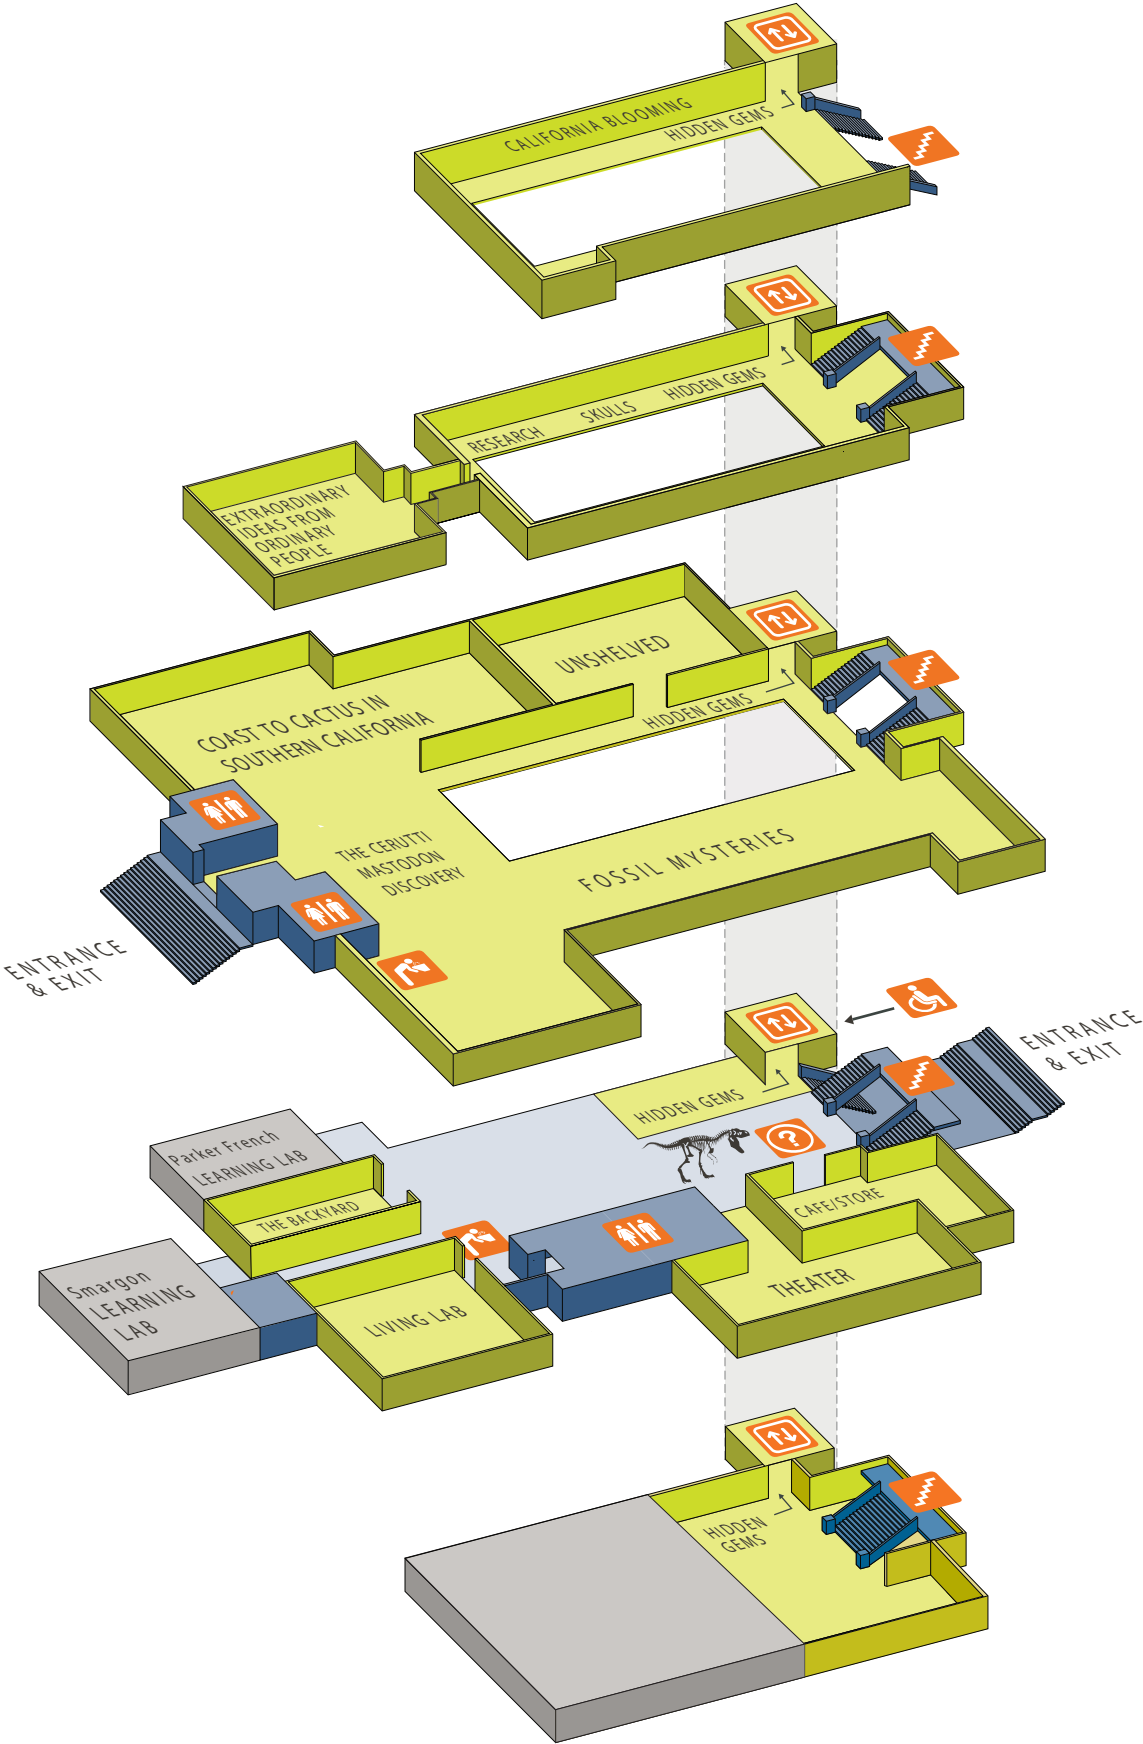 CALIFORNIA BLOOMING
HIDDEN GEMS
RESEARCH
SKULLS
HIDDEN GEMS
EXTRAORDINARY
IDEAS FROM
ORDINARY
PEOPLE
UNSHELVED
COAST TO CACTUS IN
SOUTHERN CALIFORNIA
HIDDEN GEMS
THE CERUTTI
MASTODON
DISCOVERY
FOSSIL MYSTERIES
ENTRANCE
& EXIT
ENTRANCE
& EXIT
HIDDEN GEMS
?
Parker French
LEARNING LAB
THE BACKYARD
CAFE/STORE
THEATER
Smargon
LEARNING
LAB
LIVING LAB
HIDDEN
GEMS